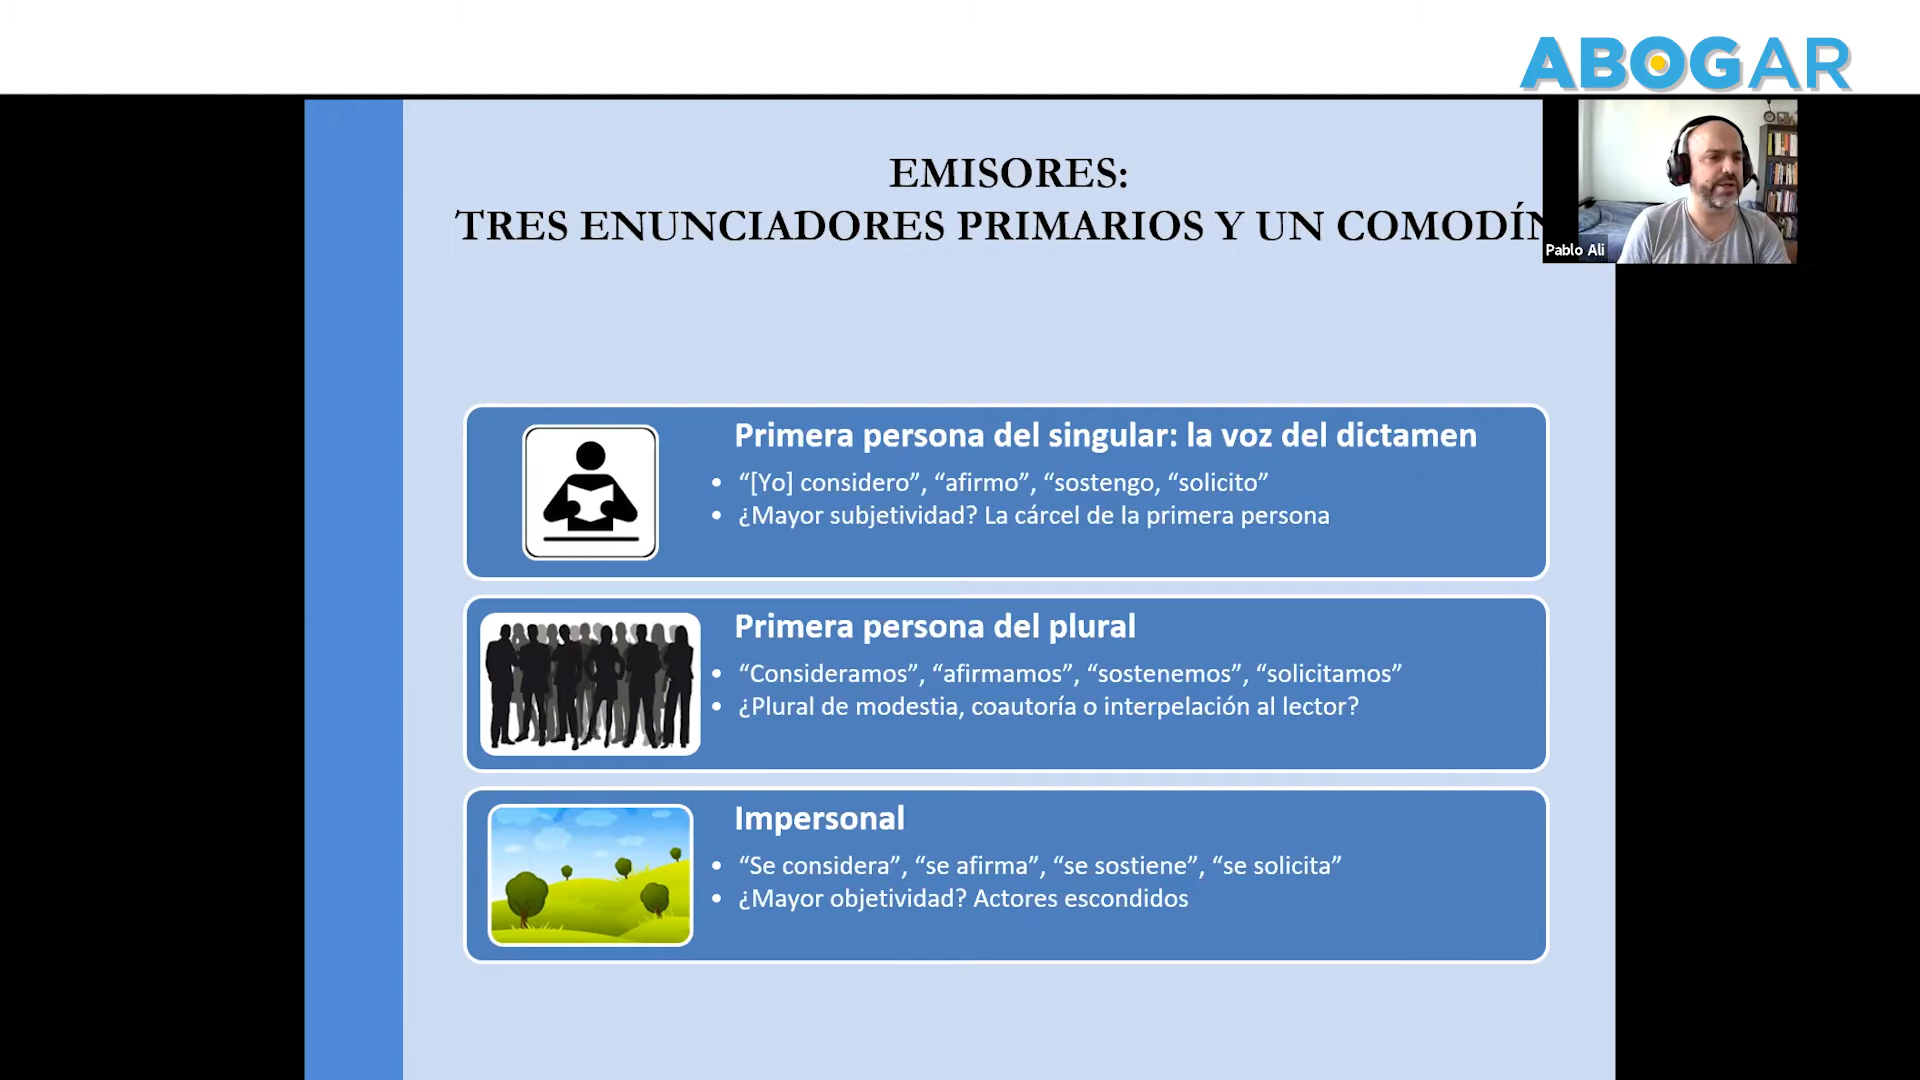 ABOGAR
EMISORES:
TRES ENUNCIADORES PRIMARIOS Y UN COMODÍN
Pablo Ali
Primera persona del singular: la voz del dictamen
• “[Yo] considero”, “afirmo”, “sostengo, “solicito”
• ¿Mayor subjetividad? La cárcel de la primera persona
Primera persona del plural
• “Consideramos”, “afirmamos”, “sostenemos”, “solicitamos”
• ¿Plural de modestia, coautoría o interpelación al lector?
Impersonal
• “Se considera”, “se afirma”, “se sostiene”, “se solicita”
• ¿Mayor objetividad? Actores escondidos